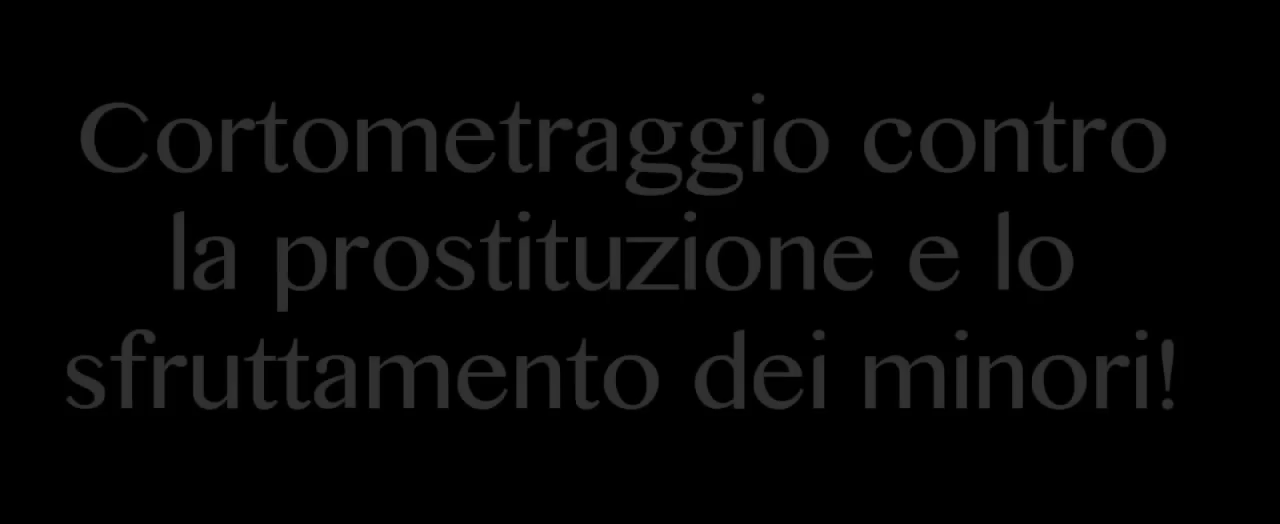 Cortometraggio contro
la prostituzione e lo
sfruttamento dei minori!